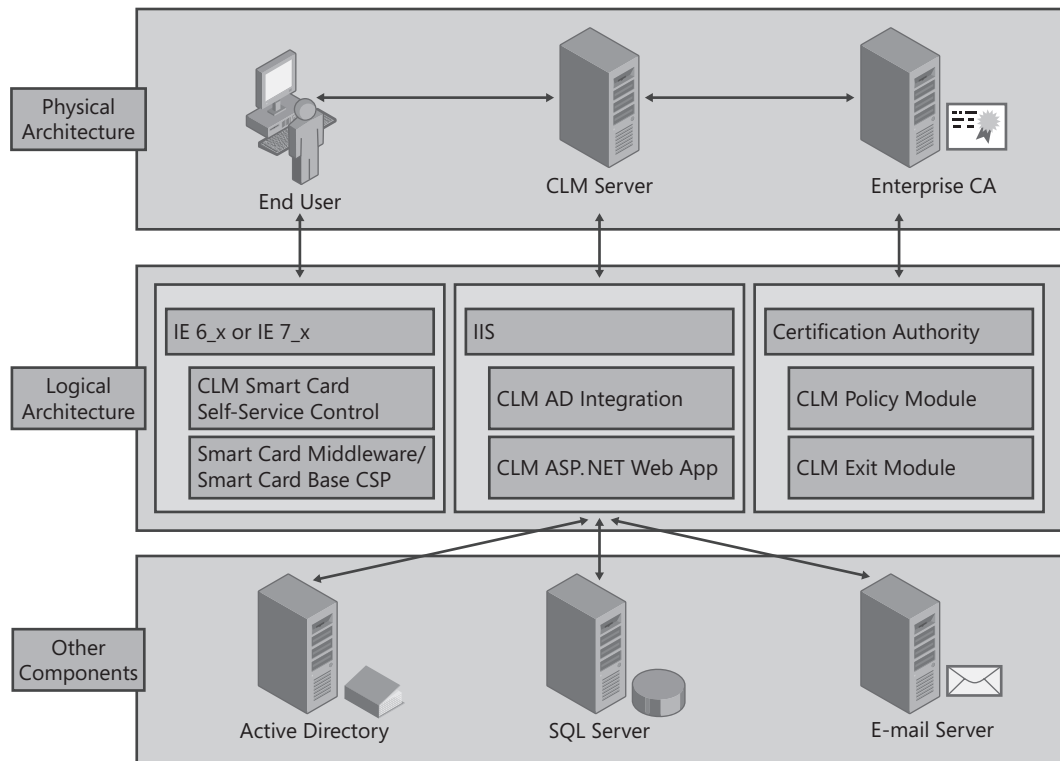 Physical
Architecture
End User
CLM Server
Enterprise CA
Logical
Architecture
IE 6_x or IE 7_x
CLM Smart Card
Self-Service Control
Smart Card Middleware/
Smart Card Base CSP
IIS
CLM AD Integration
CLM ASP.NET Web App
Certification Authority
CLM Policy Module
CLM Exit Module
Other
Components
Active Directory
SQL Server
E-mail Server